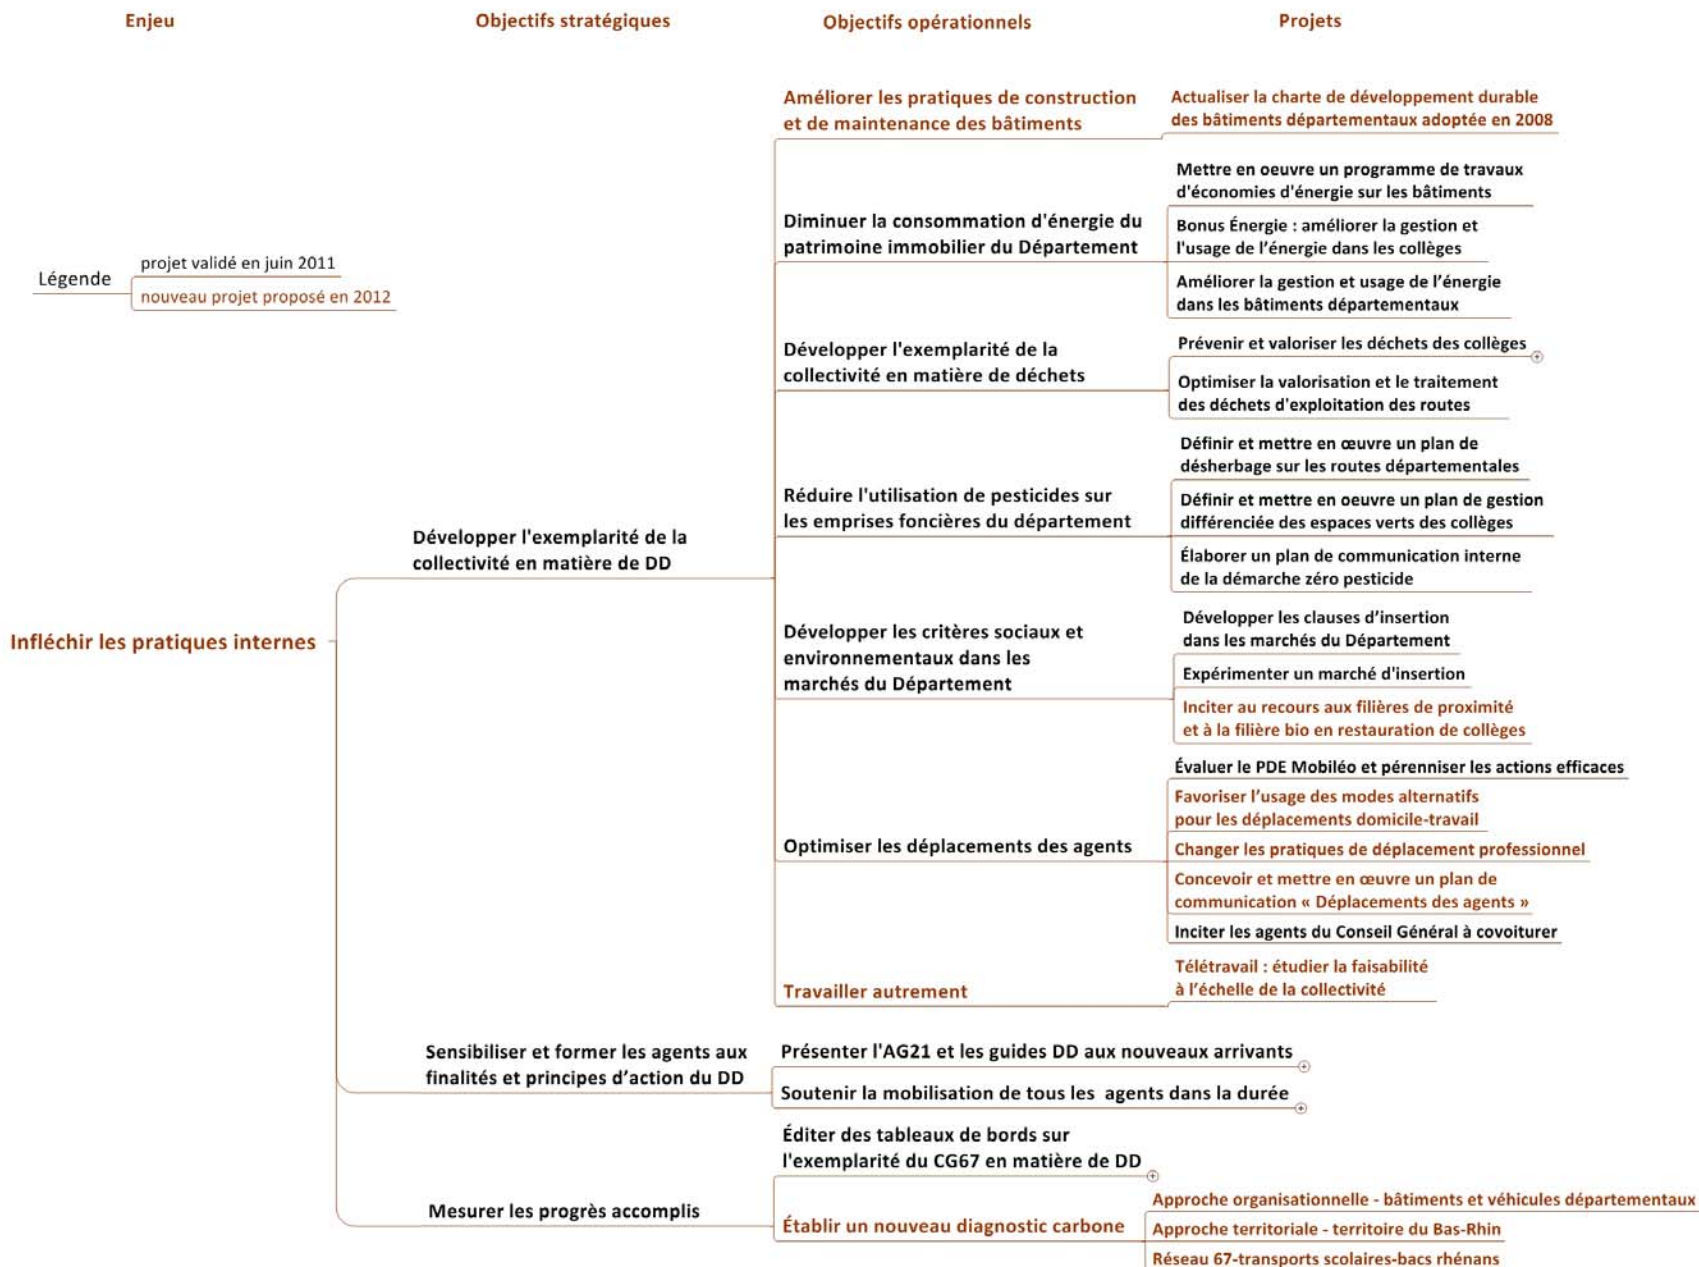 Enjeu
Objectifs stratégiques
Objectifs opérationnels
Projets
Légende
projet validé en juin 2011
nouveau projet proposé en 2012
Infléchir les pratiques internes
Développer l'exemplarité de la
collectivité en matière de DD
Améliorer les pratiques de construction
et de maintenance des bâtiments
Actualiser la charte de développement durable
des bâtiments départementaux adoptée en 2008
Diminuer la consommation d'énergie du
patrimoine immobilier du Département
Mettre en oeuvre un programme de travaux
d'économies d'énergie sur les bâtiments
Bonus Énergie : améliorer la gestion et
l'usage de l’énergie dans les collèges
Améliorer la gestion et usage de l’énergie
dans les bâtiments départementaux
Développer l'exemplarité de la
collectivité en matière de déchets
Prévenir et valoriser les déchets des collèges
Optimiser la valorisation et le traitement
des déchets d'exploitation des routes
Réduire l'utilisation de pesticides sur
les emprises foncières du département
Définir et mettre en œuvre un plan de
désherbage sur les routes départementales
Définir et mettre en oeuvre un plan de gestion
différenciée des espaces verts des collèges
Élaborer un plan de communication interne
de la démarche zéro pesticide
Développer les critères sociaux et
environnementaux dans les
marchés du Département
Développer les clauses d’insertion
dans les marchés du Département
Expérimenter un marché d'insertion
Inciter au recours aux filières de proximité
et à la filière bio en restauration de collèges
Optimiser les déplacements des agents
Évaluer le PDE Mobiléo et pérenniser les actions efficaces
Favoriser l’usage des modes alternatifs
pour les déplacements domicile-travail
Changer les pratiques de déplacement professionnel
Concevoir et mettre en œuvre un plan de
communication « Déplacements des agents »
Inciter les agents du Conseil Général à covoiturer
Travailler autrement
Télétravail : étudier la faisabilité
à l’échelle de la collectivité
Sensibiliser et former les agents aux
finalités et principes d’action du DD
Présenter l'AG21 et les guides DD aux nouveaux arrivants
Soutenir la mobilisation de tous les agents dans la durée
Mesurer les progrès accomplis
Éditer des tableaux de bords sur
l'exemplarité du CG67 en matière de DD
Établir un nouveau diagnostic carbone
Approche organisationnelle - bâtiments et véhicules départementaux
Approche territoriale - territoire du Bas-Rhin
Réseau 67-transports scolaires-bacs rhénans